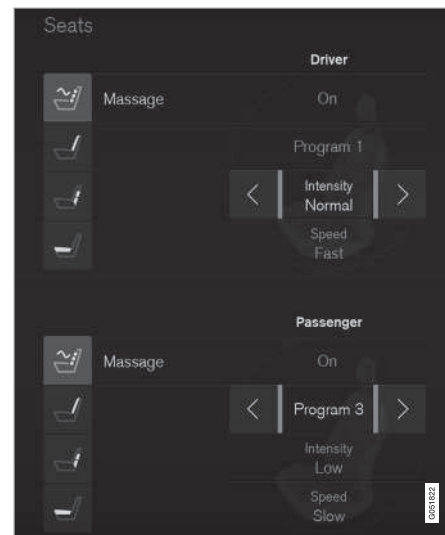 Seats
Driver
Massage On
Program 1
Intensity
Normal
Speed
Fast
Passenger
Massage On
Program 3
Intensity
Low
Speed
Slow
G051822